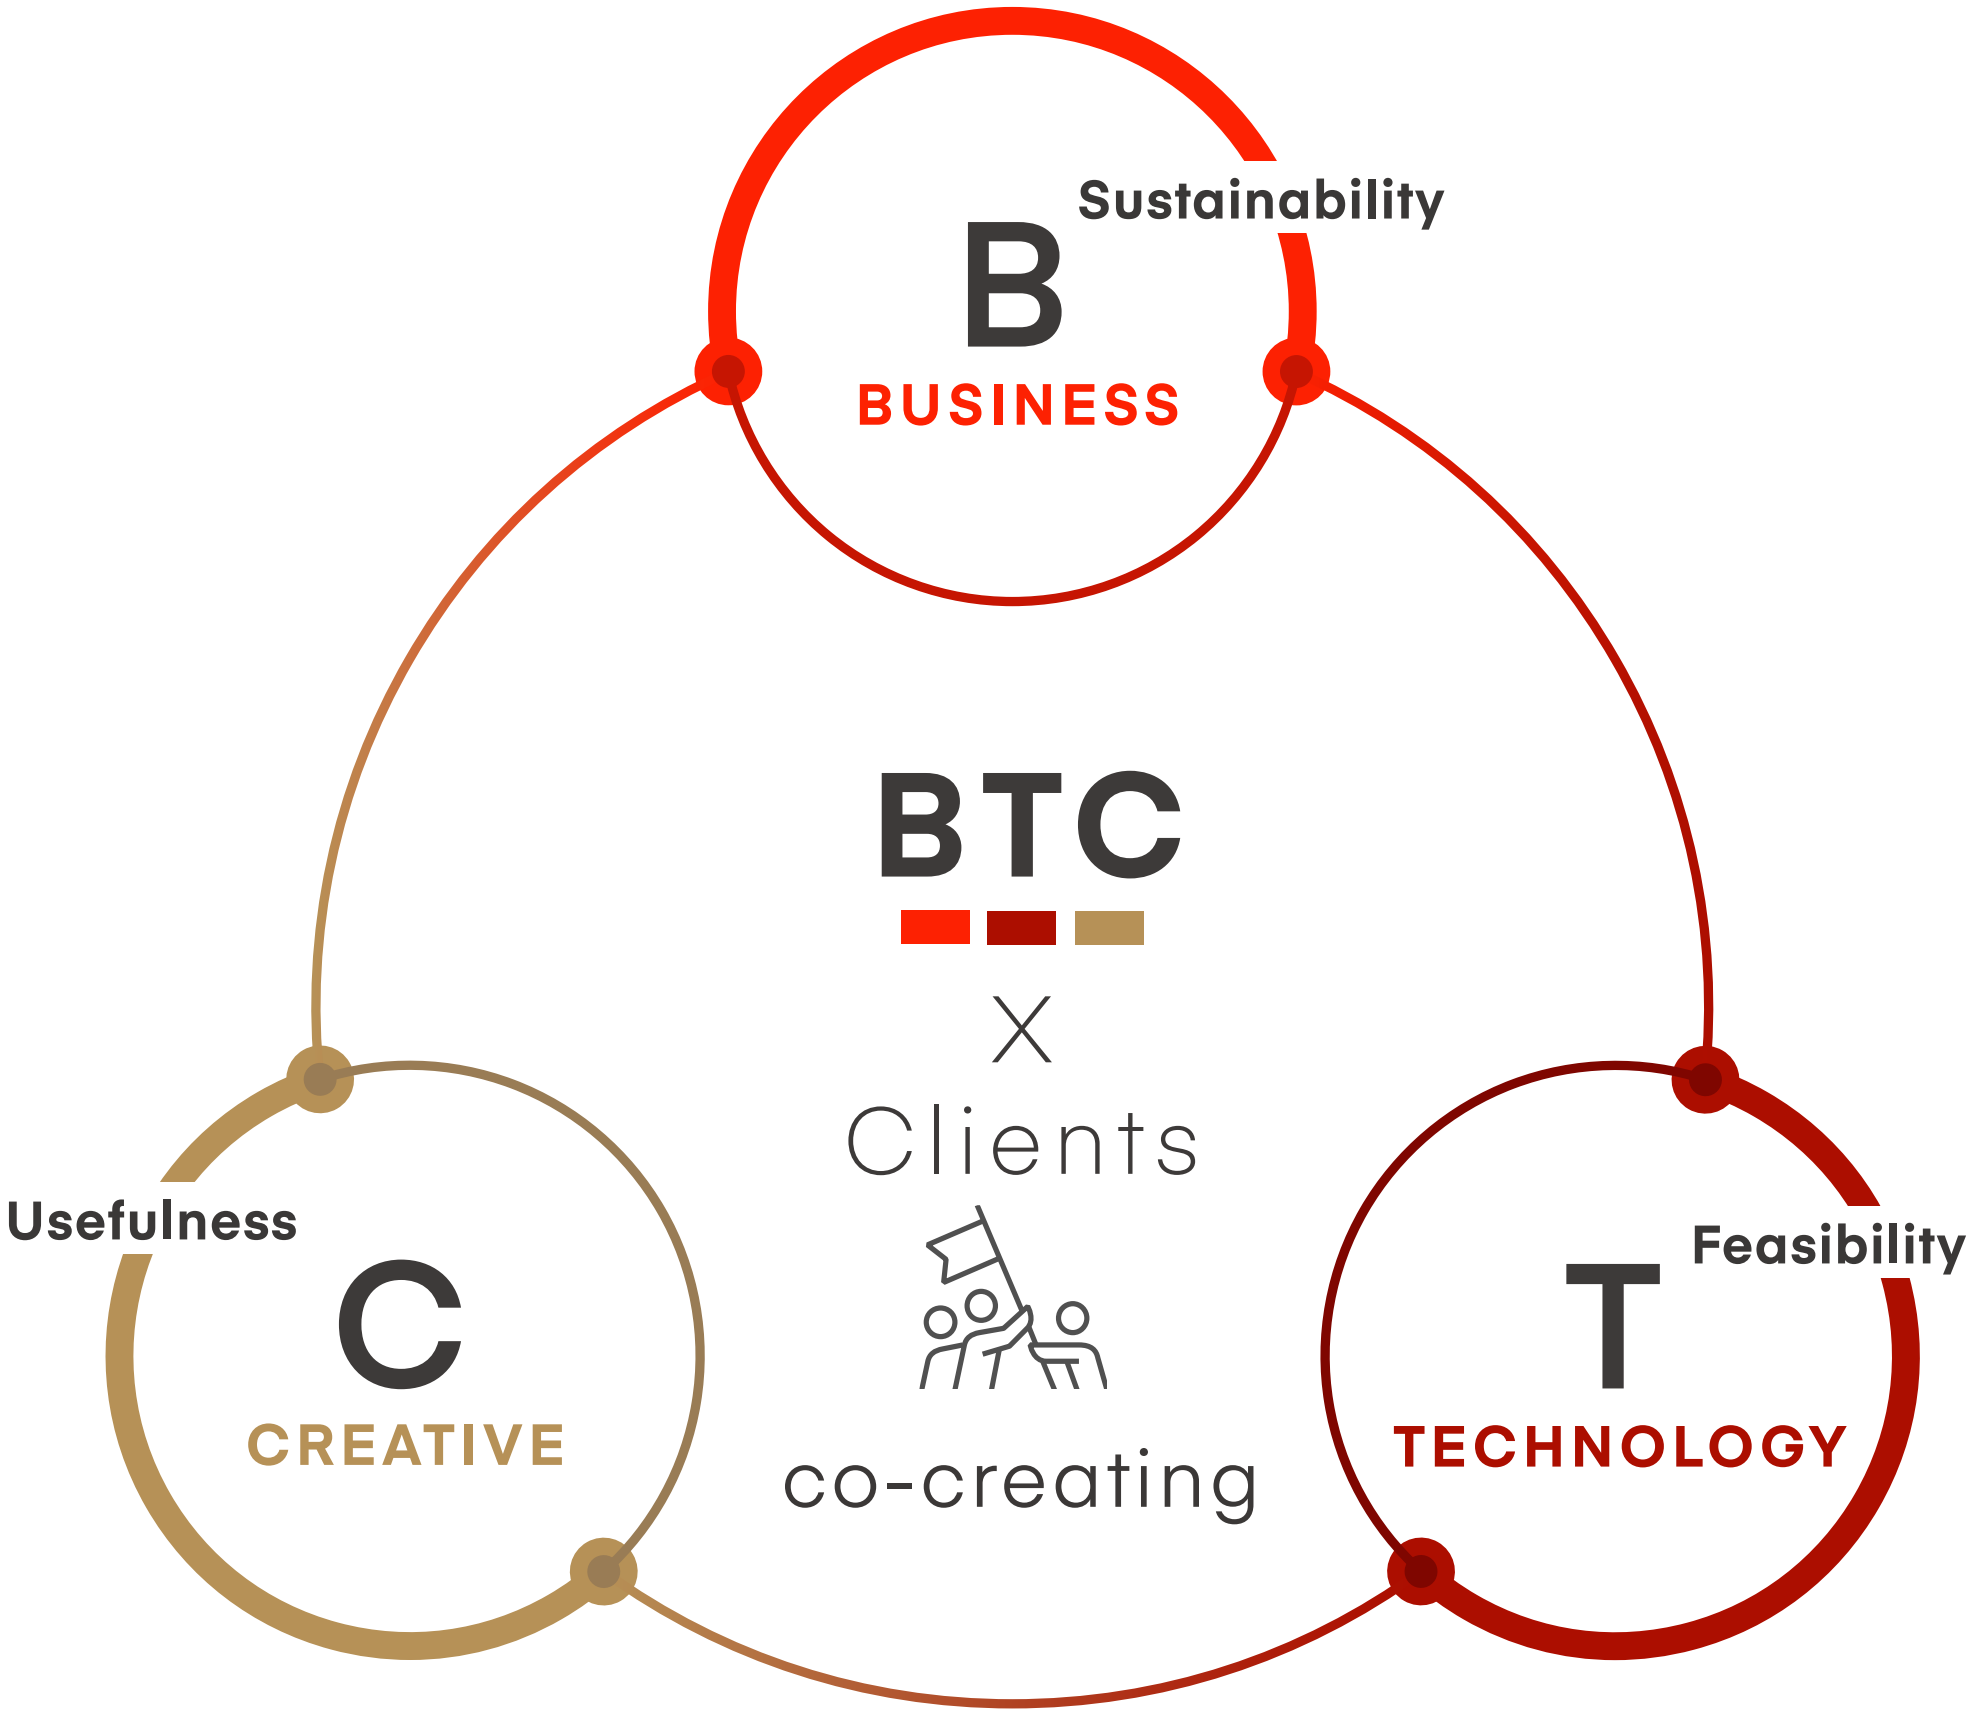 Sustainability
B
BUSINESS
BTC
X
Clients
co-creating
Usefulness
C
CREATIVE
Feasibility
T
TECHNOLOGY